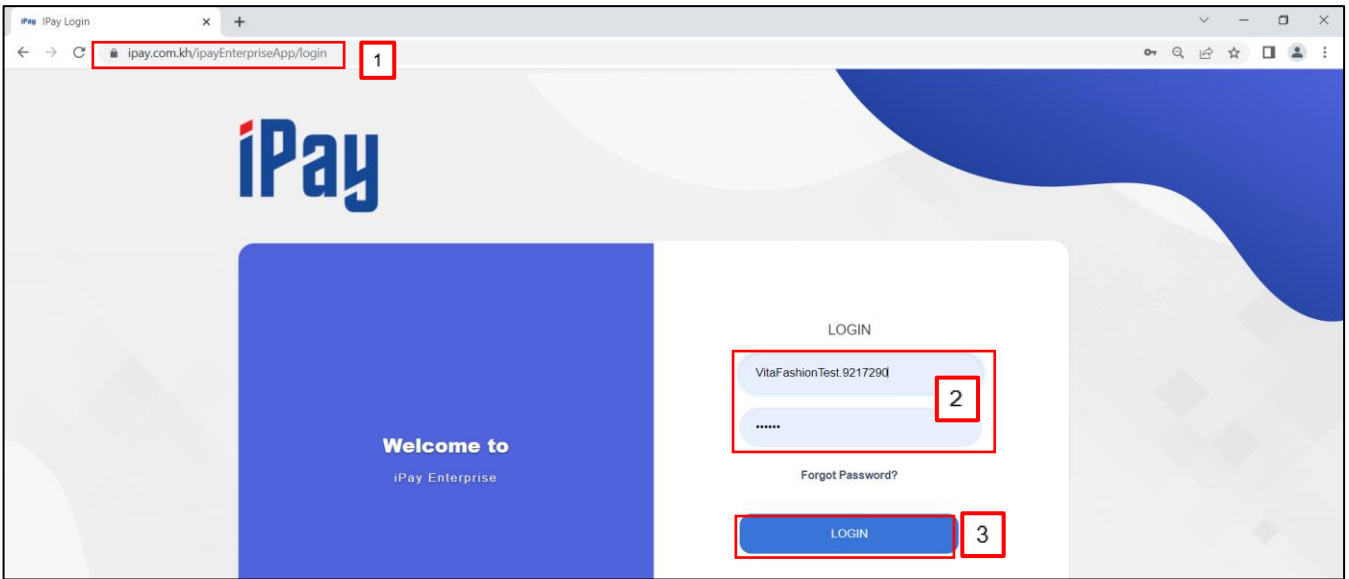 iPay IPay Login
ipay.com.kh/ipayEnterpriseApp/login
1
iPay
LOGIN
VitaFashionTest.9217290
2
••••••
Welcome to
iPay Enterprise
Forgot Password?
LOGIN
3